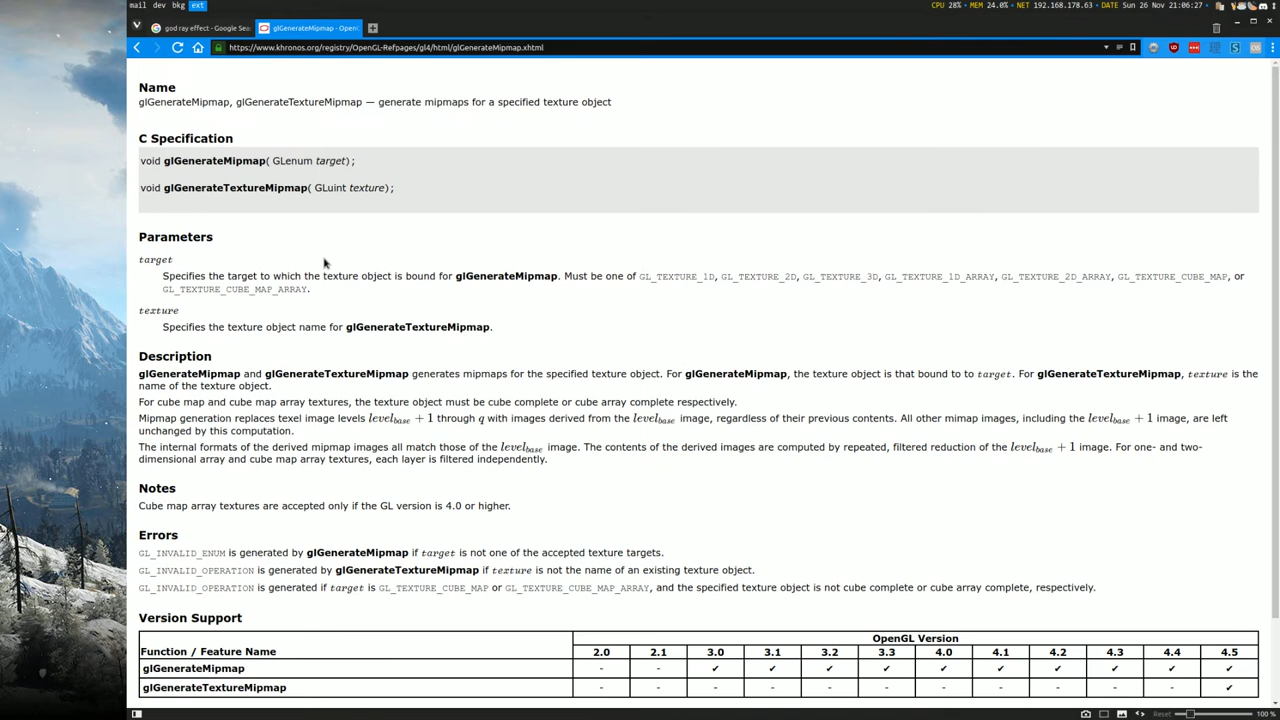 mail dev bkg ext
CPU 28% • MEM 24.0% • NET 192.168.178.63 • DATE Sun 26 Nov 21:06:27
god ray effect - Google Sea
glGenerateMipmap - OpenG
https://www.khronos.org/registry/OpenGL-Refpages/gl4/html/glGenerateMipmap.xhtml
Name
glGenerateMipmap, glGenerateTextureMipmap — generate mipmaps for a specified texture object
C Specification
void glGenerateMipmap( GLenum target);
void glGenerateTextureMipmap( GLuint texture);
Parameters
target
Specifies the target to which the texture object is bound for glGenerateMipmap. Must be one of GL_TEXTURE_1D, GL_TEXTURE_2D, GL_TEXTURE_3D, GL_TEXTURE_1D_ARRAY, GL_TEXTURE_2D_ARRAY, GL_TEXTURE_CUBE_MAP, or
GL_TEXTURE_CUBE_MAP_ARRAY.
texture
Specifies the texture object name for glGenerateTextureMipmap.
Description
glGenerateMipmap and glGenerateTextureMipmap generates mipmaps for the specified texture object. For glGenerateMipmap, the texture object is that bound to to target. For glGenerateTextureMipmap, texture is the
name of the texture object.
For cube map and cube map array textures, the texture object must be cube complete or cube array complete respectively.
Mipmap generation replaces texel image levels level_base + 1 through q with images derived from the level_base image, regardless of their previous contents. All other mimap images, including the level_base + 1 image, are left
unchanged by this computation.
The internal formats of the derived mipmap images all match those of the level_base image. The contents of the derived images are computed by repeated, filtered reduction of the level_base + 1 image. For one- and two-
dimensional array and cube map array textures, each layer is filtered independently.
Notes
Cube map array textures are accepted only if the GL version is 4.0 or higher.
Errors
GL_INVALID_ENUM is generated by glGenerateMipmap if target is not one of the accepted texture targets.
GL_INVALID_OPERATION is generated by glGenerateTextureMipmap if texture is not the name of an existing texture object.
GL_INVALID_OPERATION is generated if target is GL_TEXTURE_CUBE_MAP or GL_TEXTURE_CUBE_MAP_ARRAY, and the specified texture object is not cube complete or cube array complete, respectively.
Version Support
OpenGL Version
Function / Feature Name 2.0 2.1 3.0 3.1 3.2 3.3 4.0 4.1 4.2 4.3 4.4 4.5
glGenerateMipmap - - ✔ ✔ ✔ ✔ ✔ ✔ ✔ ✔ ✔ ✔
glGenerateTextureMipmap - - - - - - - - - - - ✔
Reset 100 %